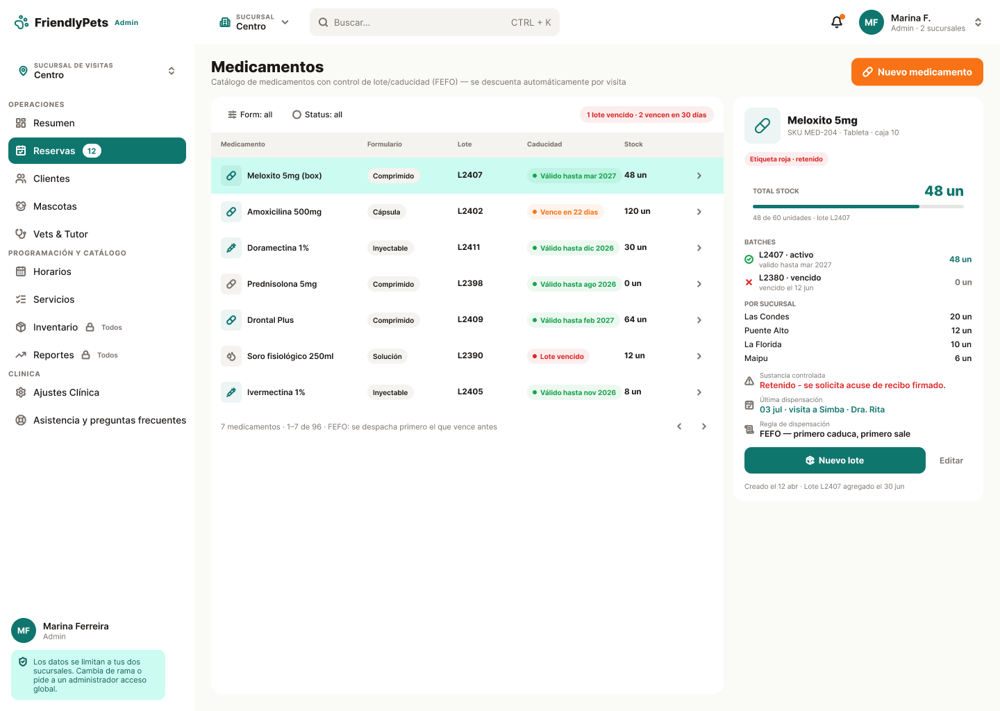 FriendlyPets Admin
SUCURSAL
Centro
Buscar...
CTRL + K
MF
Marina F.
Admin · 2 sucursales
SUCURSAL DE VISITAS
Centro
OPERACIONES
Resumen
Reservas 12
Clientes
Mascotas
Vets & Tutor
PROGRAMACIÓN Y CATÁLOGO
Horarios
Servicios
Inventario Todos
Reportes Todos
CLINICA
Ajustes Clínica
Asistencia y preguntas frecuentes
MF
Marina Ferreira
Admin
Los datos se limitan a tus dos
sucursales. Cambia de rama o
pide a un administrador acceso
global.
Medicamentos
Catálogo de medicamentos con control de lote/caducidad (FEFO) — se descuenta automáticamente por visita
Nuevo medicamento
Form: all
Status: all
1 lote vencido · 2 vencen en 30 días
Medicamento Formulario Lote Caducidad Stock
Meloxito 5mg (box) Comprimido L2407 Válido hasta mar 2027 48 un
Amoxicilina 500mg Cápsula L2402 Vence en 22 dias 120 un
Doramectina 1% Inyectable L2411 Válido hasta dic 2026 30 un
Prednisolona 5mg Comprimido L2398 Válido hasta ago 2026 0 un
Drontal Plus Comprimido L2409 Válido hasta feb 2027 64 un
Soro fisiológico 250ml Solución L2390 Lote vencido 12 un
Ivermectina 1% Inyectable L2405 Válido hasta nov 2026 8 un
7 medicamentos · 1–7 de 96 · FEFO: se despacha primero el que vence antes
Meloxito 5mg
SKU MED-204 · Tableta · caja 10
Etiqueta roja · retenido
TOTAL STOCK
48 un
48 de 60 unidades · lote L2407
BATCHES
L2407 · activo
valido hasta mar 2027
48 un
L2380 · vencido
vencido el 12 jun
0 un
POR SUCURSAL
Las Condes 20 un
Puente Alto 12 un
La Florida 10 un
Maipu 6 un
Sustancia controlada
Retenido - se solicita acuse de recibo firmado.
Última dispensación
03 jul · visita a Simba · Dra. Rita
Regla de dispensación
FEFO — primero caduca, primero sale
Nuevo lote
Editar
Creado el 12 abr · Lote L2407 agregado el 30 jun